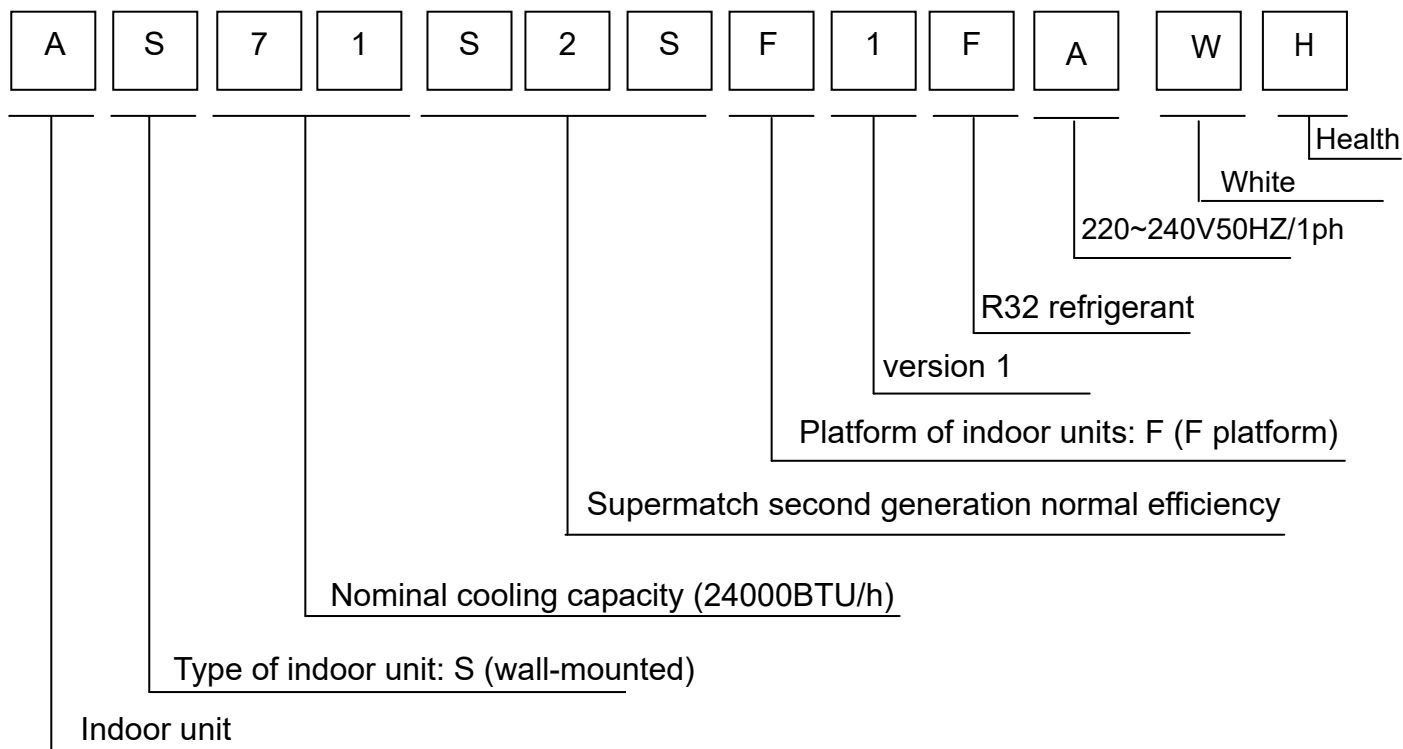 A S 7 1 S 2 S F 1 F A W H
Health
White
220~240V50HZ/1ph
R32 refrigerant
version 1
Platform of indoor units: F (F platform)
Supermatch second generation normal efficiency
Nominal cooling capacity (24000BTU/h)
Type of indoor unit: S (wall-mounted)
Indoor unit